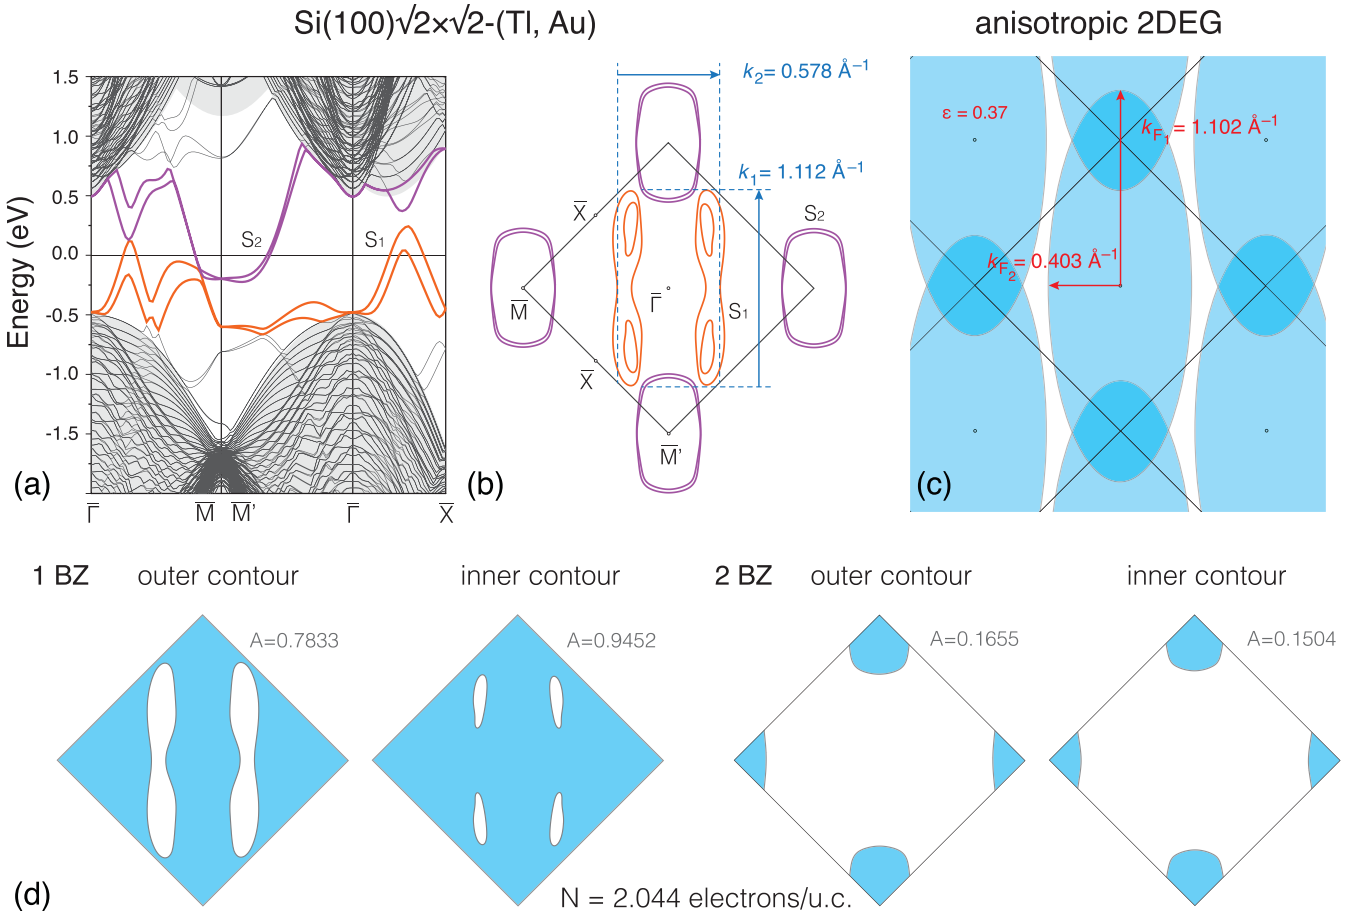 Si(100)√2×√2-(Tl, Au)
anisotropic 2DEG
Energy (eV)
1.5
1.0
0.5
0.0
-0.5
-1.0
-1.5
S₂
S₁
(a)
Γ̅
M̅
M̅'
Γ̅
X̅
k₂= 0.578 Å⁻¹
k₁= 1.112 Å⁻¹
X̅
S₂
M̅
Γ̅
S₁
X̅
M̅'
(b)
ε = 0.37
k_F₁= 1.102 Å⁻¹
k_F₂= 0.403 Å⁻¹
(c)
1 BZ
outer contour
inner contour
2 BZ
outer contour
inner contour
A=0.7833
A=0.9452
A=0.1655
A=0.1504
(d)
N = 2.044 electrons/u.c.